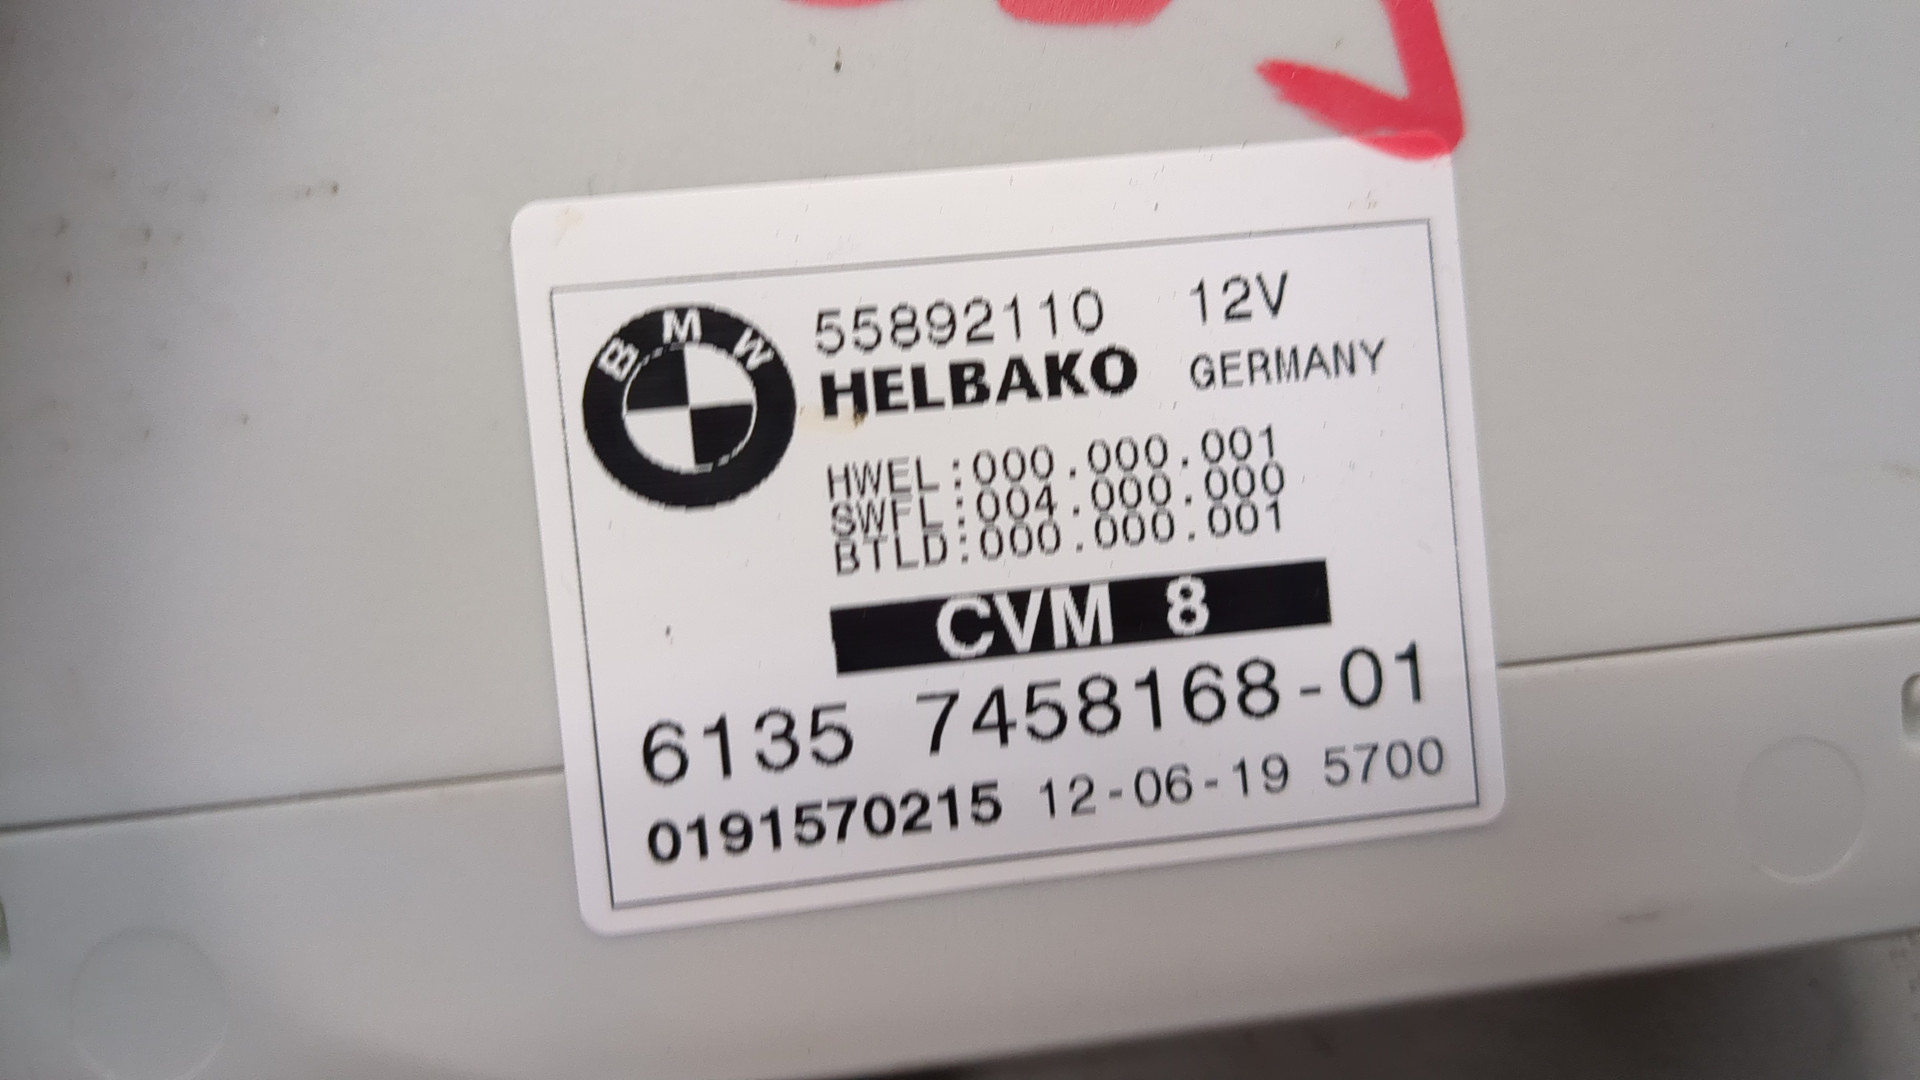 BMW
55892110 12V
HELBAKO GERMANY
HWEL:000.000.001
SWFL:004.000.000
BTLD:000.000.001
CVM 8
6135 7458168-01
0191570215 12-06-19 5700